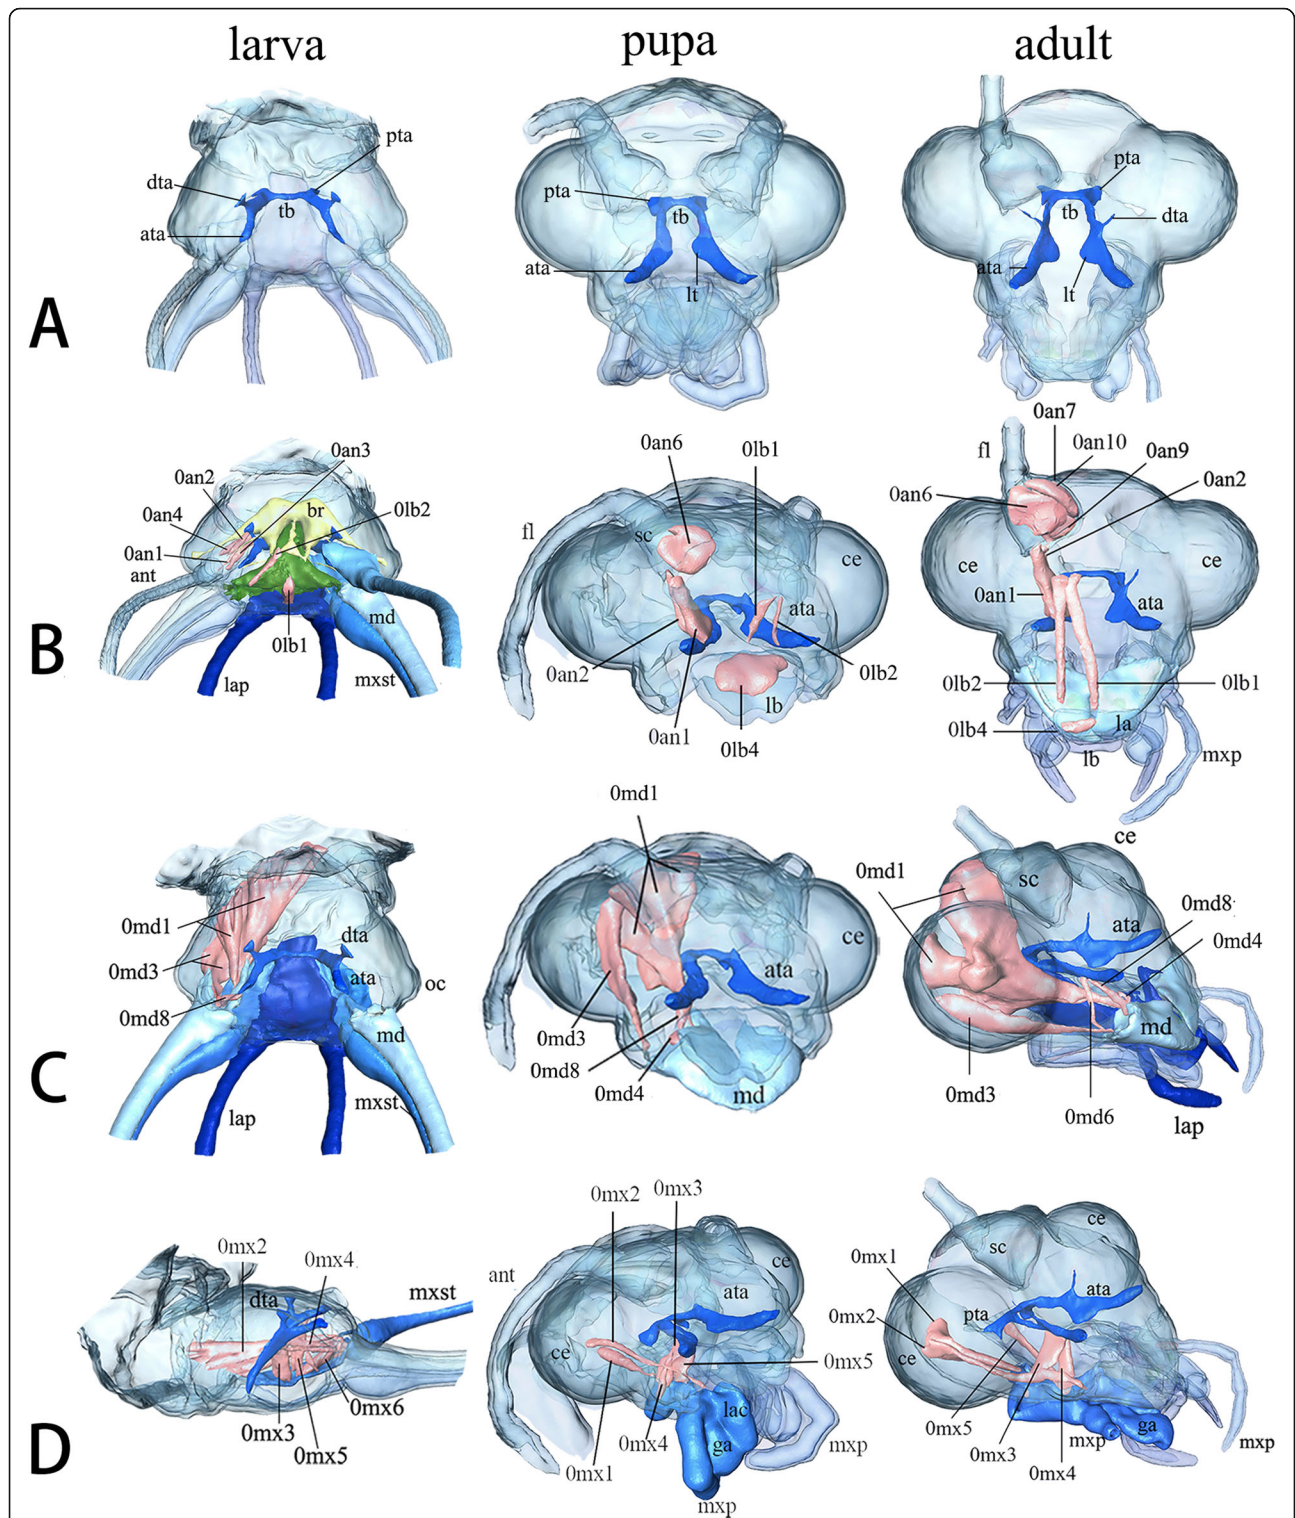 larva pupa adult
pta
dta
tb
ata
pta
tb
ata
lt
pta
tb
dta
ata
lt
A
0an3
0an2
br
0lb2
0an4
0an1
ant
md
0lb1
lap
mxst
0an6
0lb1
fl
sc
ce
ata
0an2
0lb2
0an1
lb
0lb4
0an7
fl
0an10
0an9
0an2
0an6
ce
ce
0an1
ata
0lb2
0lb1
la
0lb4
lb
mxp
B
0md1
dta
0md3
ata
oc
0md8
md
mxst
lap
0md1
ce
ata
0md3
0md8
0md4
md
ce
0md1
sc
0md8
ata
0md4
md
0md3
0md6
lap
C
0mx2
0mx4
dta
mxst
0mx6
0mx3
0mx5
0mx2
0mx3
ant
ce
ata
ce
0mx5
lac
0mx4
ga
mxp
0mx1
mxp
ce
sc
0mx1
ata
pta
0mx2
ce
0mx5
0mx3
mxp
ga
mxp
0mx4
D